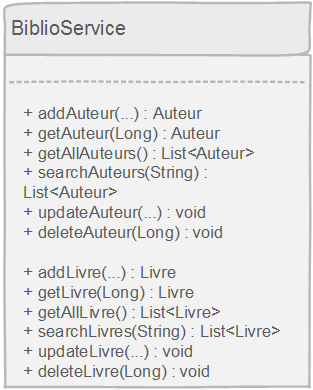 BiblioService
+ addAuteur(...) : Auteur
+ getAuteur(Long) : Auteur
+ getAllAuteurs() : List<Auteur>
+ searchAuteurs(String) :
List<Auteur>
+ updateAuteur(...) : void
+ deleteAuteur(Long) : void
+ addLivre(...) : Livre
+ getLivre(Long) : Livre
+ getAllLivre() : List<Livre>
+ searchLivres(String) : List<Livre>
+ updateLivre(...) : void
+ deleteLivre(Long) : void